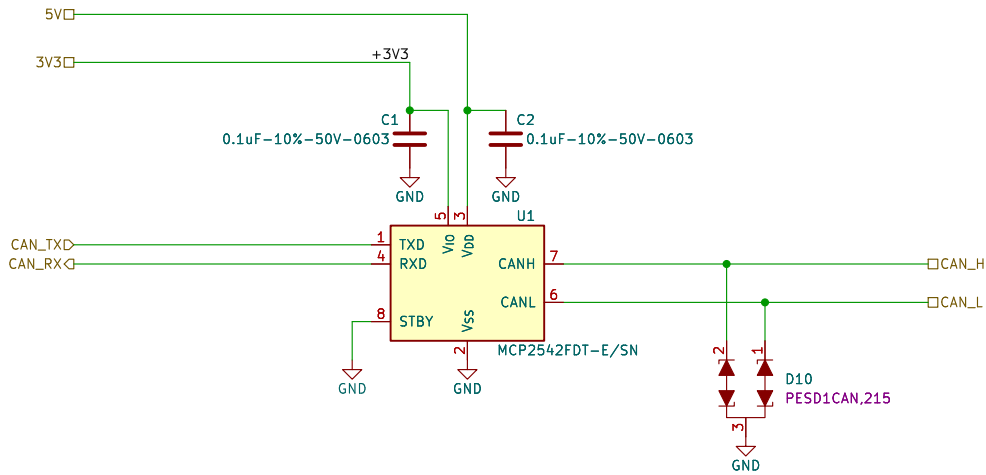 5V
3V3
+3V3
C1
0.1uF-10%-50V-0603
GND
C2
0.1uF-10%-50V-0603
GND
U1
5
3
VIO
VDD
CAN_TX
1
TXD
CAN_RX
4
RXD
CANH
7
CAN_H
CANL
6
CAN_L
8
STBY
VSS
2
MCP2542FDT-E/SN
GND
GND
2
1
D10
PESD1CAN,215
3
GND